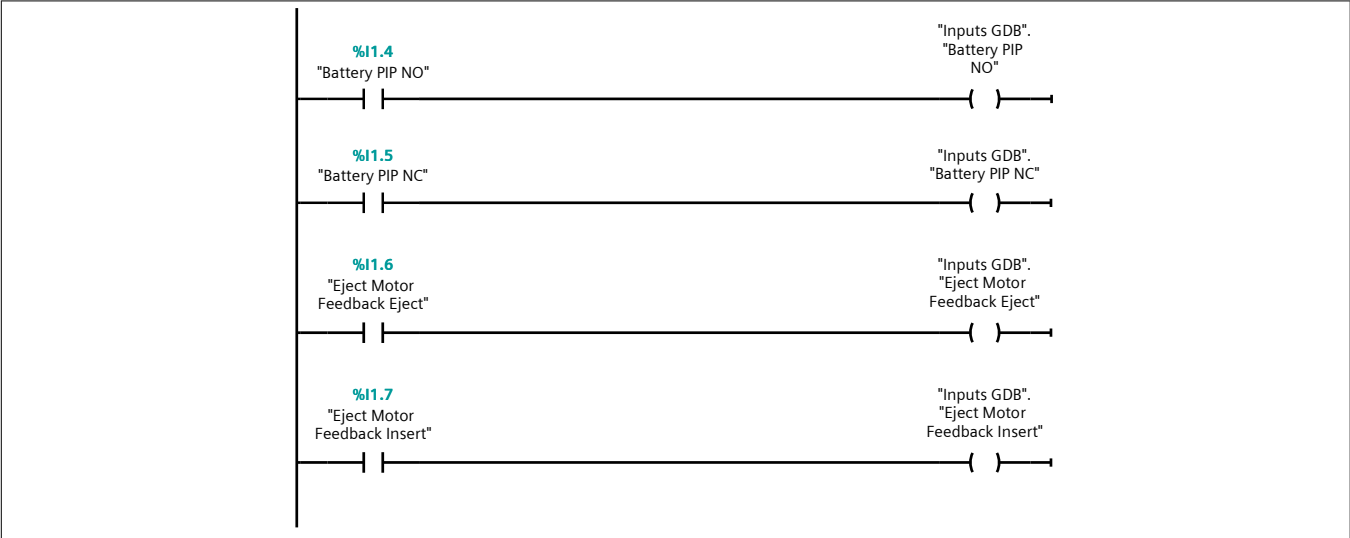 %I1.4
"Battery PIP NO"
"Inputs GDB".
"Battery PIP
NO"
%I1.5
"Battery PIP NC"
"Inputs GDB".
"Battery PIP NC"
%I1.6
"Eject Motor
Feedback Eject"
"Inputs GDB".
"Eject Motor
Feedback Eject"
%I1.7
"Eject Motor
Feedback Insert"
"Inputs GDB".
"Eject Motor
Feedback Insert"